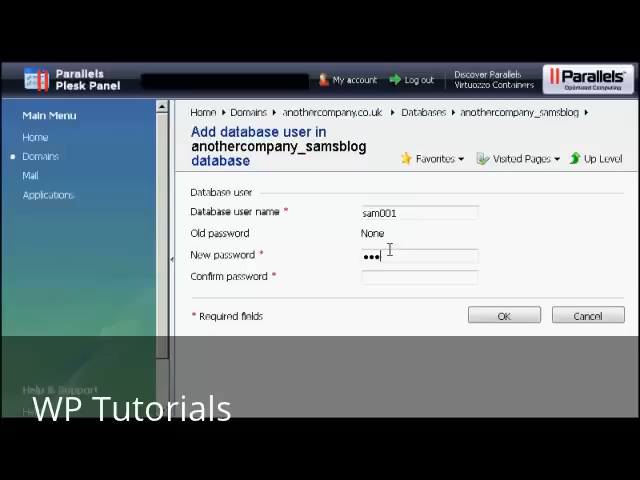 Parallels
Plesk Panel
My account
Log out
Discover Parallels
Virtuozzo Containers
Parallels
Optimized Computing
Main Menu
Home
Domains
Mail
Applications
Help & Support
Home Domains anothercompany.co.uk Databases anothercompany_samsblog
Add database user in
anothercompany_samsblog
database
Favorites Visited Pages Up Level
Database user
Database user name * sam001
Old password None
New password *
Confirm password *
* Required fields
OK Cancel
WP Tutorials